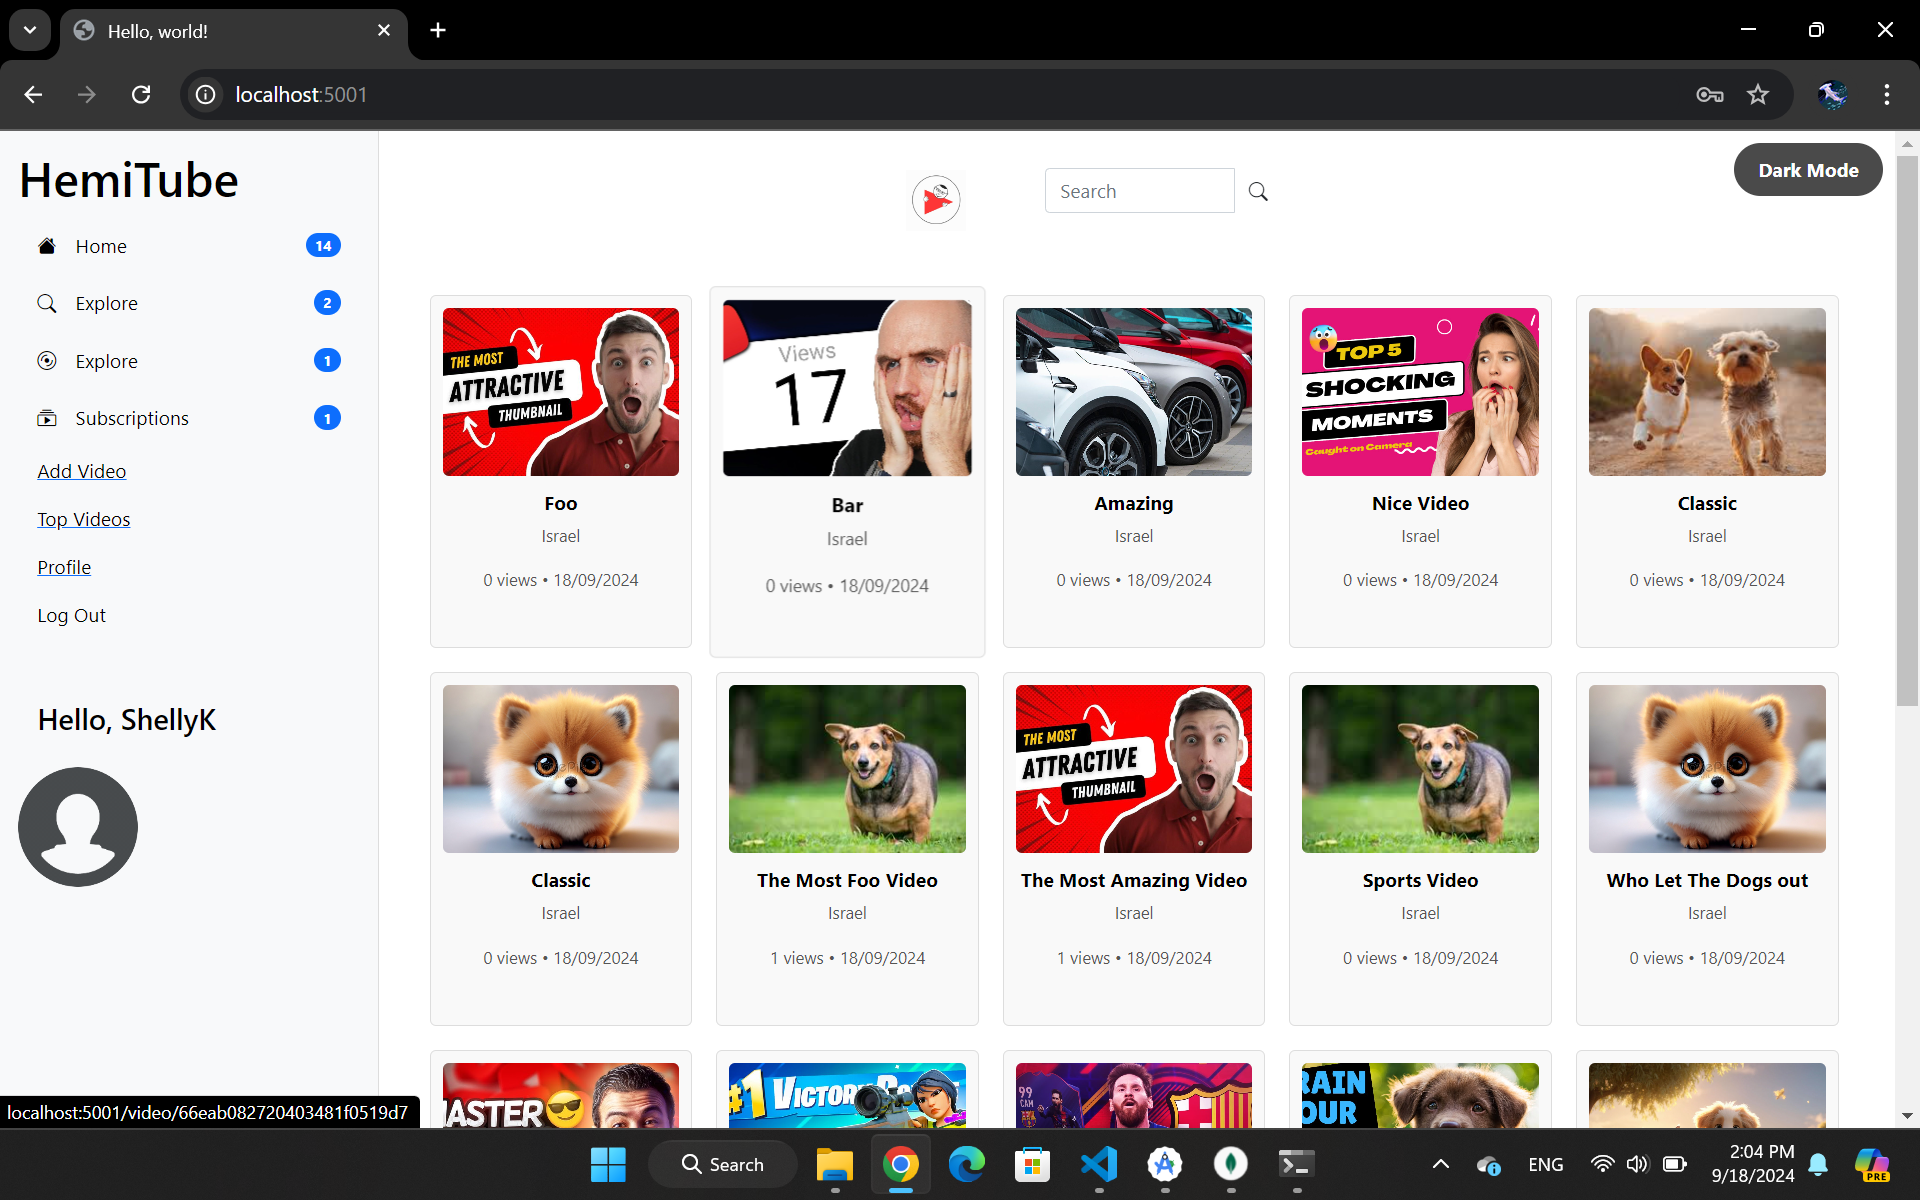 Hello, world!
localhost:5001
HemiTube
Home 14
Explore 2
Explore 1
Subscriptions 1
Add Video
Top Videos
Profile
Log Out
Hello, ShellyK
Search
Dark Mode
THE MOST
ATTRACTIVE
THUMBNAIL
Foo
Israel
0 views • 18/09/2024
Views
17
Bar
Israel
0 views • 18/09/2024
Amazing
Israel
0 views • 18/09/2024
TOP 5
SHOCKING
MOMENTS
Caught on Camera
Nice Video
Israel
0 views • 18/09/2024
Classic
Israel
0 views • 18/09/2024
Classic
Israel
0 views • 18/09/2024
The Most Foo Video
Israel
1 views • 18/09/2024
THE MOST
ATTRACTIVE
THUMBNAIL
The Most Amazing Video
Israel
1 views • 18/09/2024
Sports Video
Israel
0 views • 18/09/2024
Who Let The Dogs out
Israel
0 views • 18/09/2024
ASTER
#1 VICTORY
99
CAM
RAIN
OUR
localhost:5001/video/66eab082720403481f0519d7
Search
ENG
2:04 PM
9/18/2024
PRE